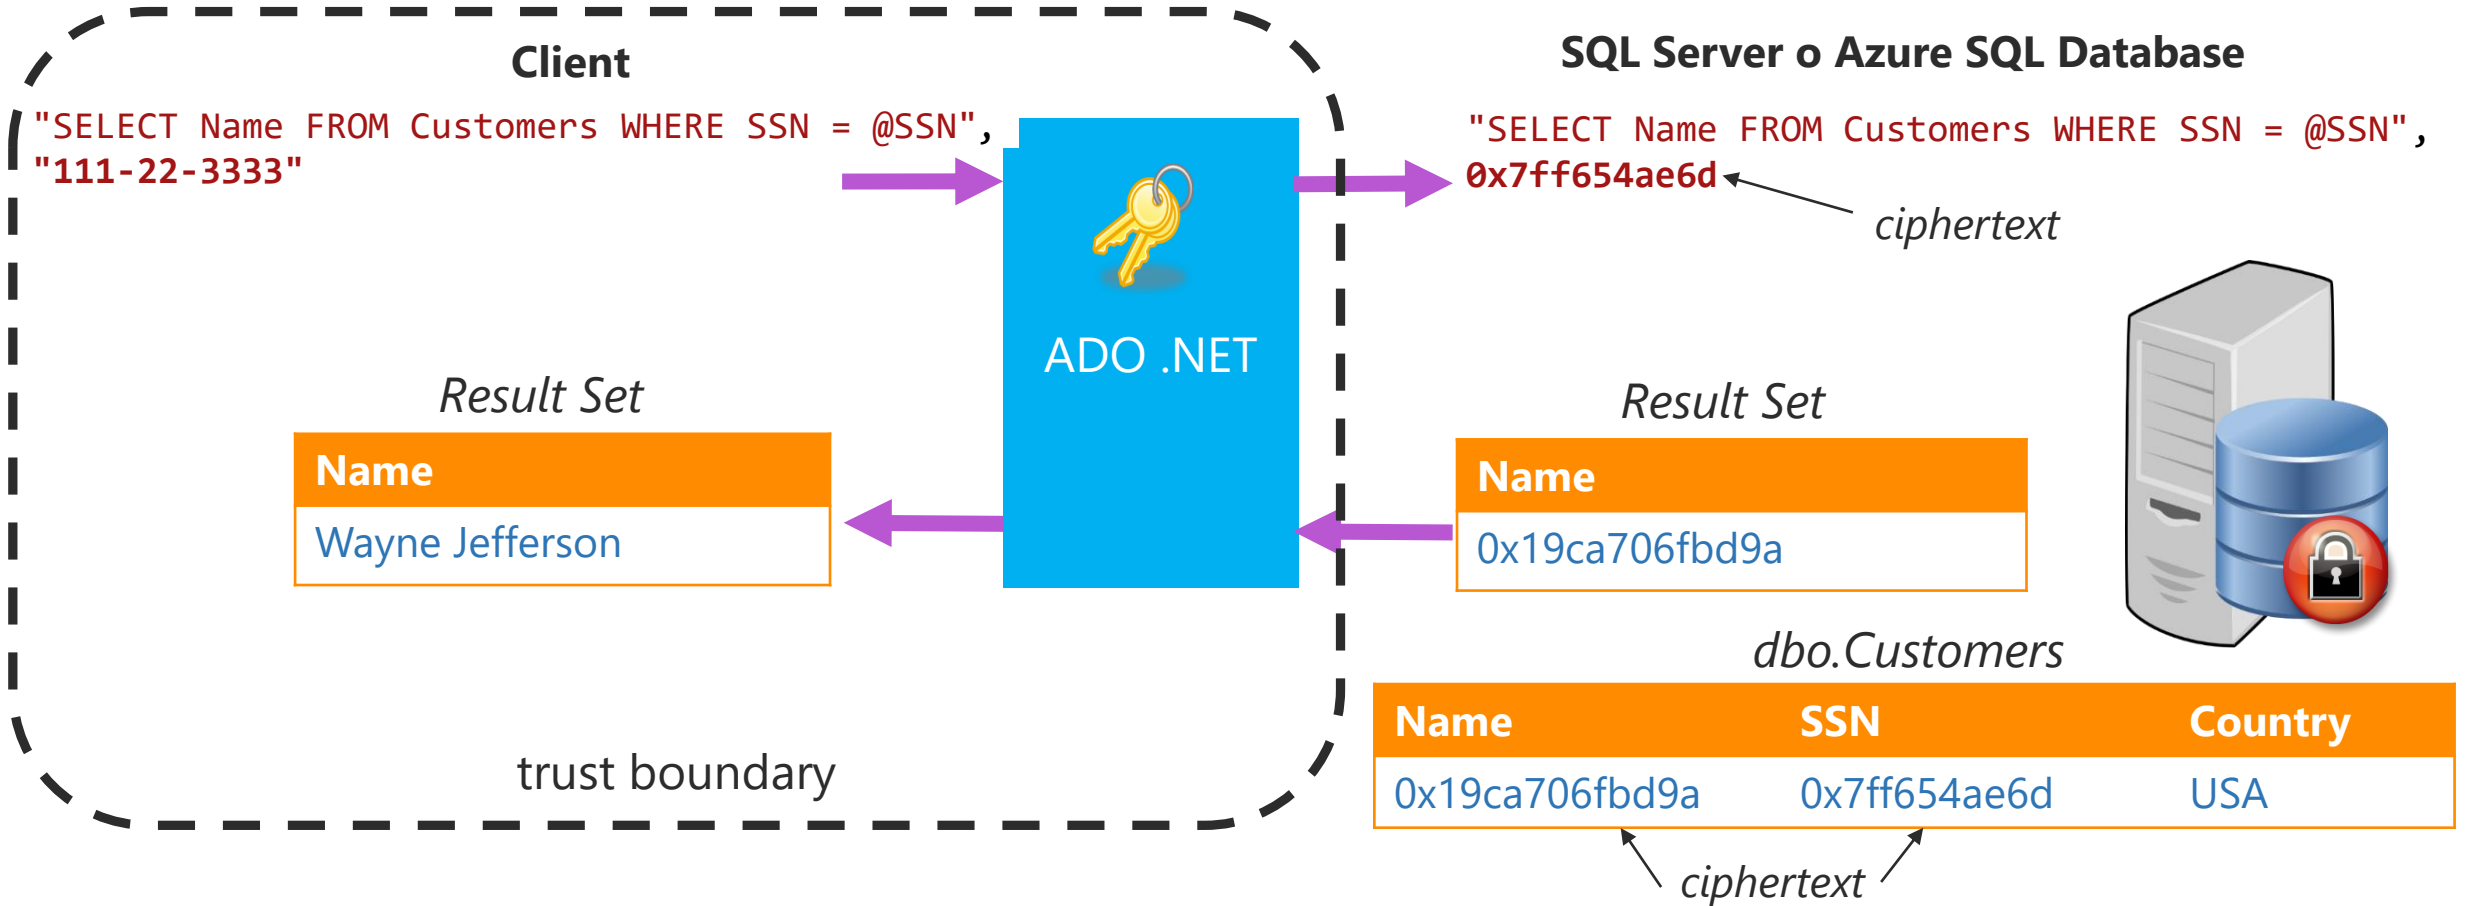 Client
"SELECT Name FROM Customers WHERE SSN = @SSN",
"111-22-3333"
ADO .NET
Result Set
Name
Wayne Jefferson
trust boundary
SQL Server o Azure SQL Database
"SELECT Name FROM Customers WHERE SSN = @SSN",
0x7ff654ae6d
ciphertext
Result Set
Name
0x19ca706fbd9a
dbo.Customers
Name SSN Country
0x19ca706fbd9a 0x7ff654ae6d USA
ciphertext